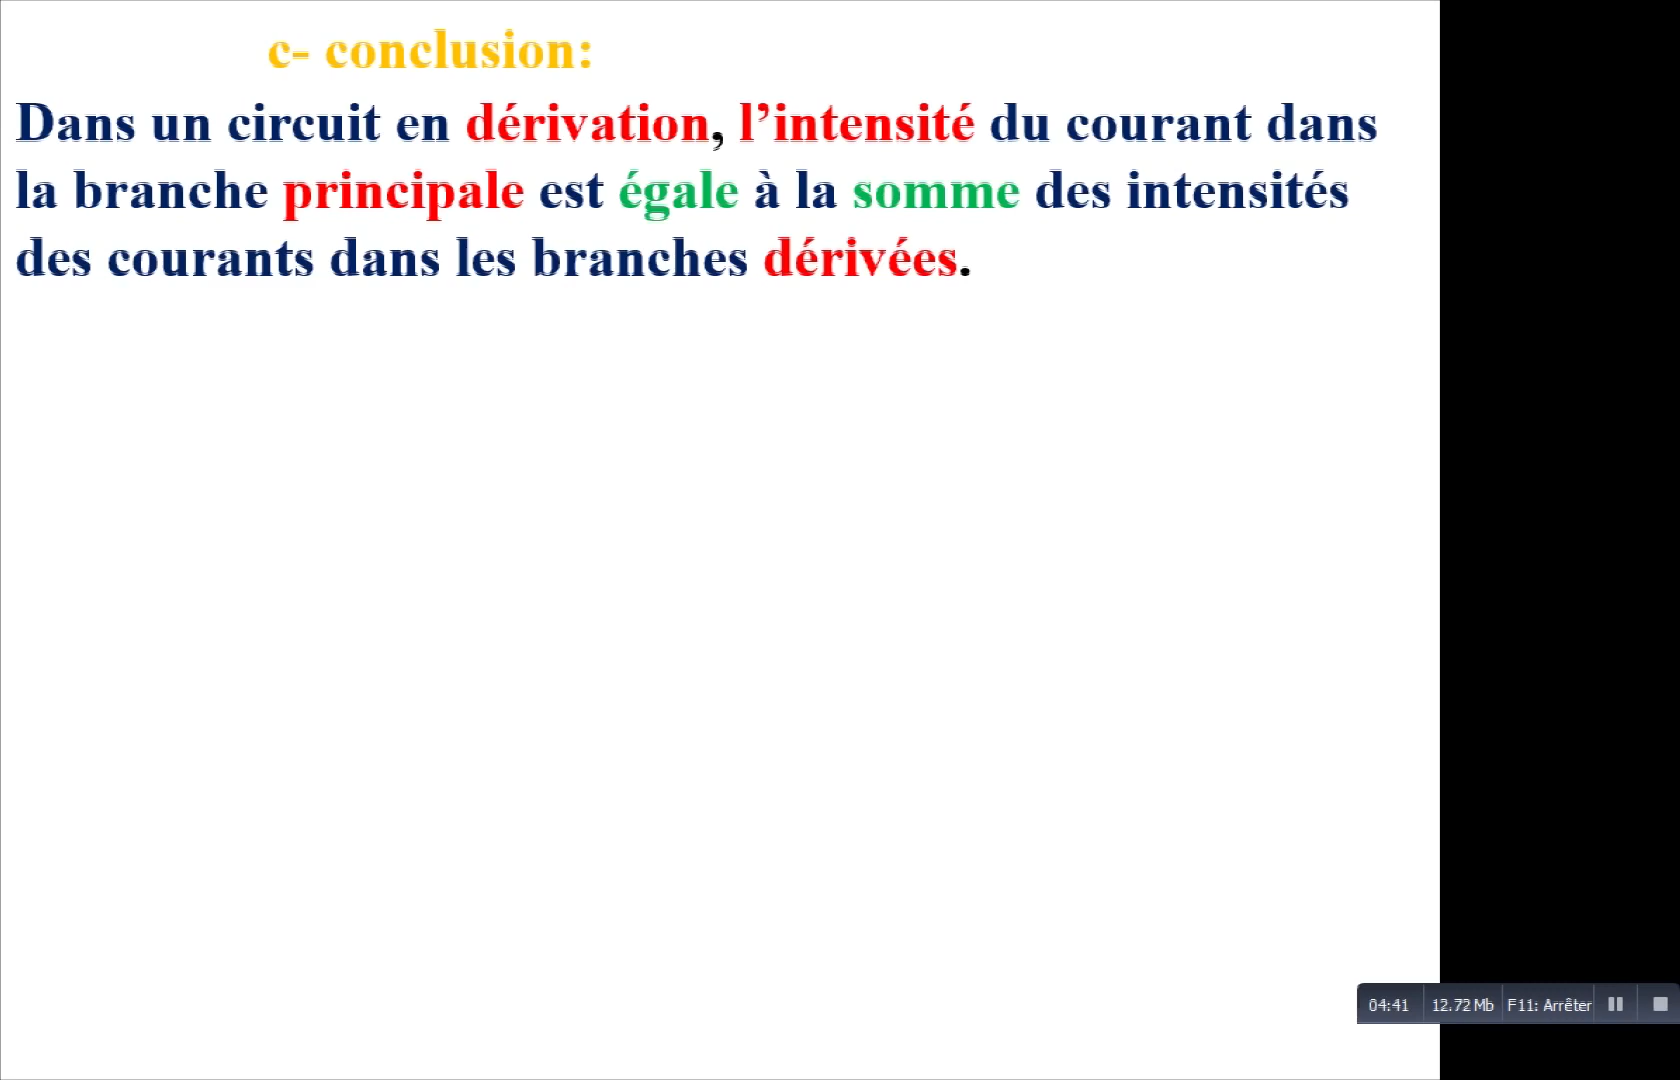 c- conclusion:
Dans un circuit en dérivation, l’intensité du courant dans
la branche principale est égale à la somme des intensités
des courants dans les branches dérivées.
04:41 12.72 Mb F11: Arrêter